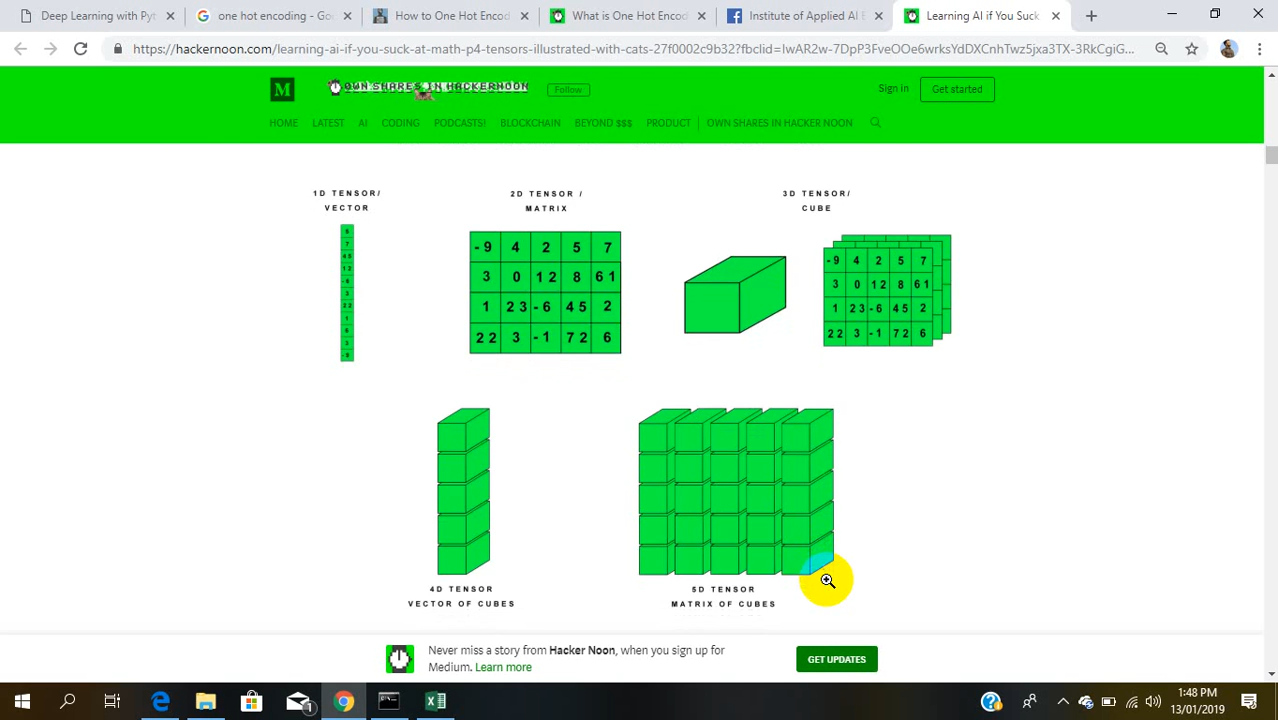 Deep Learning with Pyt
one hot encoding - Go
How to One Hot Encod
What is One Hot Encod
Institute of Applied AI E
Learning AI if You Suck
https://hackernoon.com/learning-ai-if-you-suck-at-math-p4-tensors-illustrated-with-cats-27f0002c9b32?fbclid=IwAR2w-7DpP3FveOOe6wrksYdDXCnhTwz5jxa3TX-3RkCgiG...
M
OWN SHARES IN HACKERNOON
Follow
Sign in
Get started
HOME LATEST AI CODING PODCASTS! BLOCKCHAIN BEYOND $$$ PRODUCT OWN SHARES IN HACKER NOON
1D TENSOR/
VECTOR
2D TENSOR /
MATRIX
3D TENSOR/
CUBE
-9 4 2 5 7
3 0 12 8 61
1 23 -6 45 2
22 3 -1 72 6
-9 4 2 5 7
3 0 12 8 61
1 23 -6 45 2
22 3 -1 72 6
4D TENSOR
VECTOR OF CUBES
5D TENSOR
MATRIX OF CUBES
Never miss a story from Hacker Noon, when you sign up for
Medium. Learn more
GET UPDATES
1:48 PM
13/01/2019